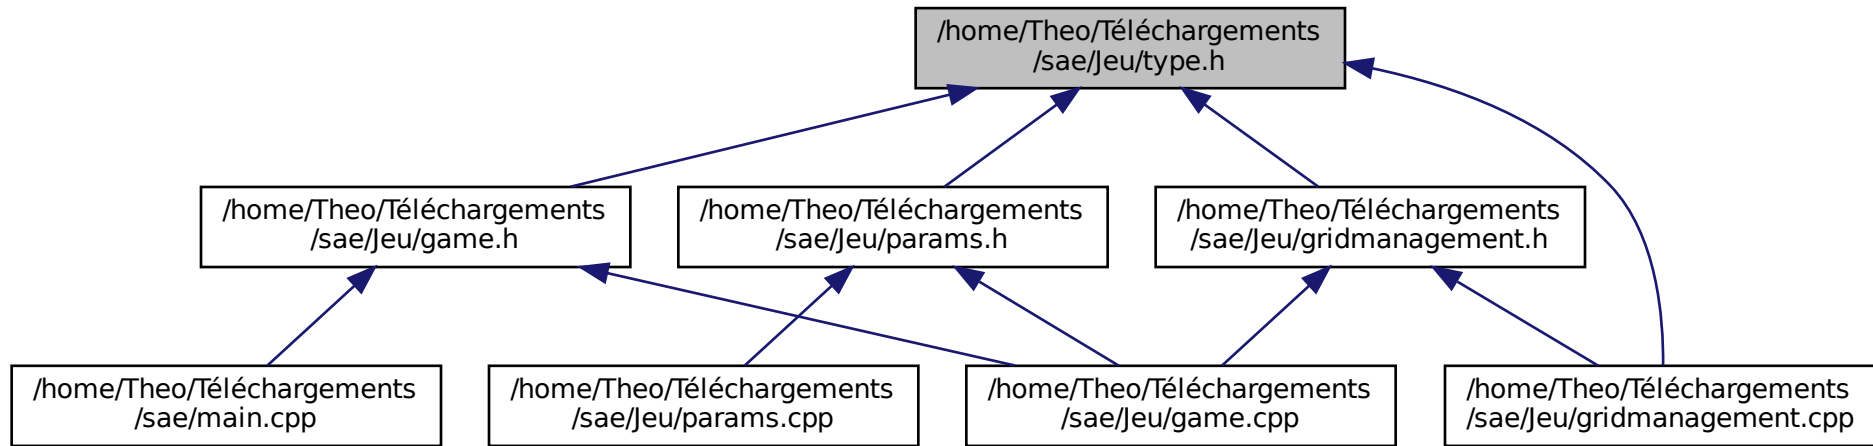 /home/Theo/Téléchargements
/sae/Jeu/type.h
/home/Theo/Téléchargements
/sae/Jeu/game.h
/home/Theo/Téléchargements
/sae/Jeu/params.h
/home/Theo/Téléchargements
/sae/Jeu/gridmanagement.h
/home/Theo/Téléchargements
/sae/main.cpp
/home/Theo/Téléchargements
/sae/Jeu/params.cpp
/home/Theo/Téléchargements
/sae/Jeu/game.cpp
/home/Theo/Téléchargements
/sae/Jeu/gridmanagement.cpp